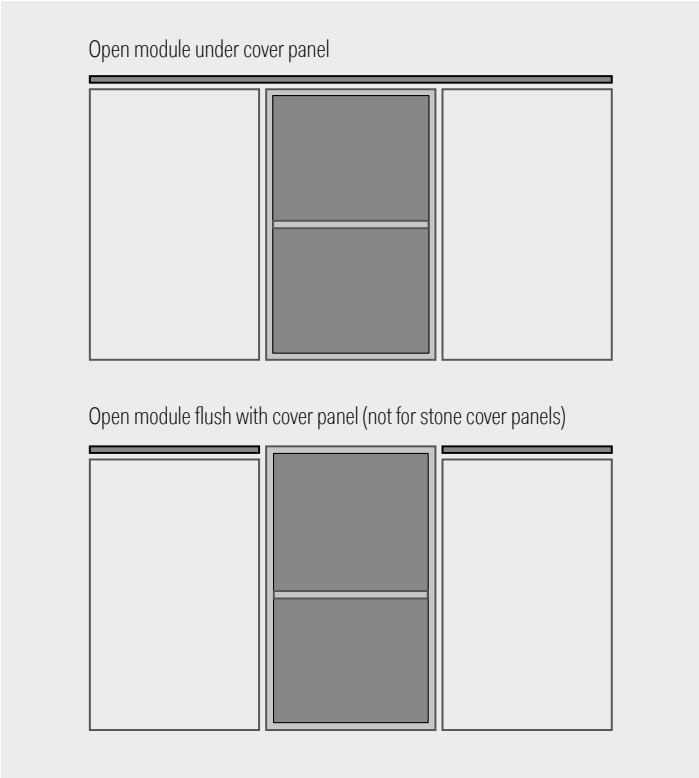 Open module under cover panel
Open module flush with cover panel (not for stone cover panels)